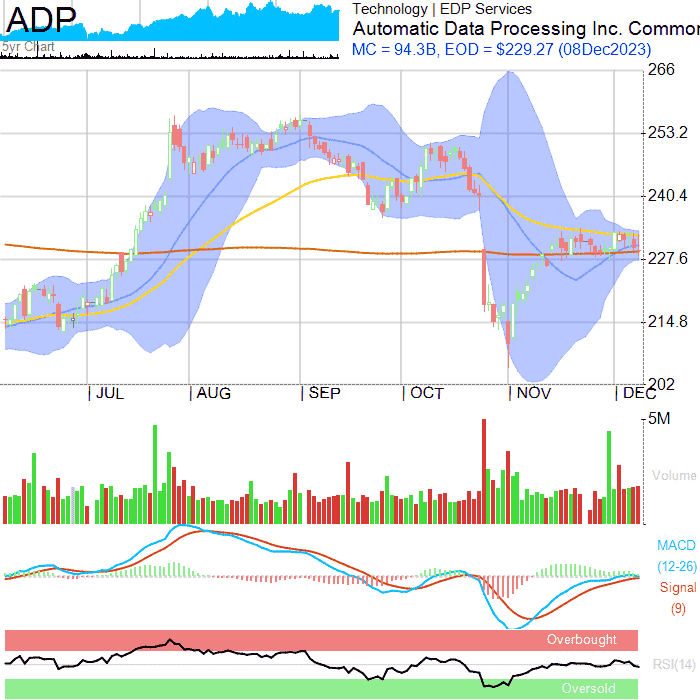 ADP
5yr Chart
Technology | EDP Services
Automatic Data Processing Inc. Common
MC = 94.3B, EOD = $229.27 (08Dec2023)
266
253.2
240.4
227.6
214.8
202
JUL AUG SEP OCT NOV DEC
5M
Volume
MACD
(12-26)
Signal
(9)
Overbought
RSI(14)
Oversold